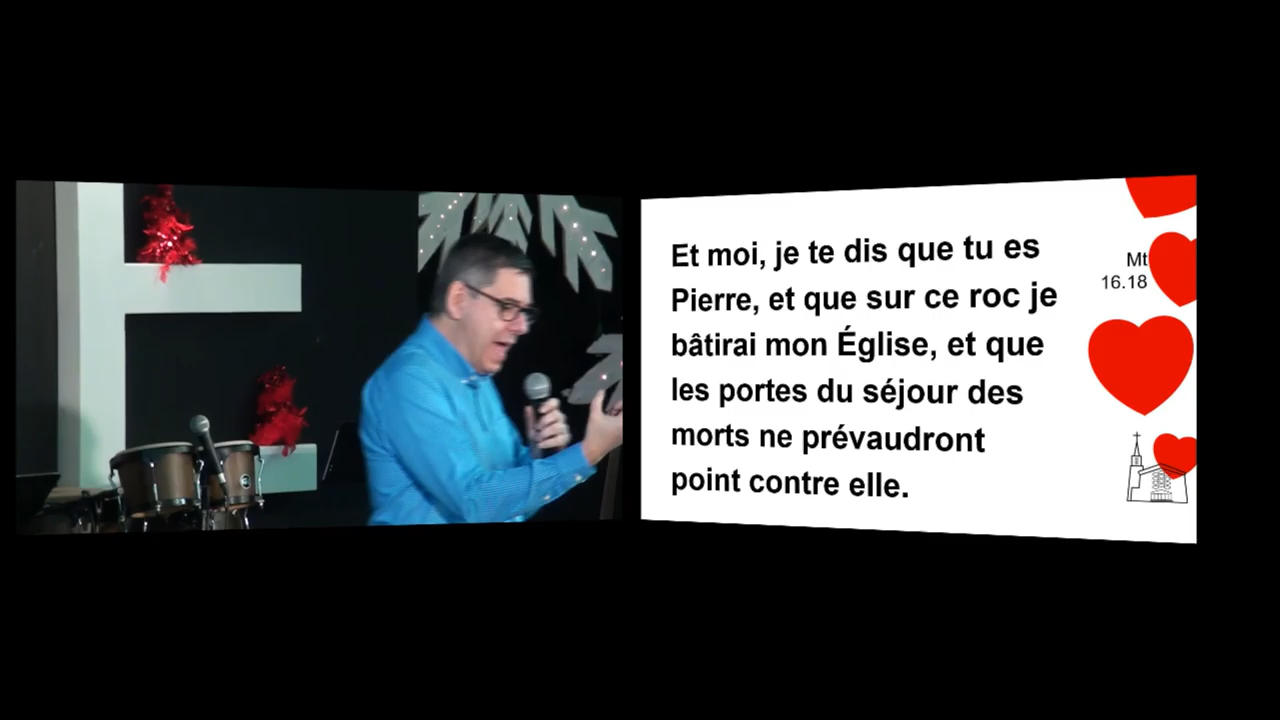 Et moi, je te dis que tu es
Pierre, et que sur ce roc je
bâtirai mon Église, et que
les portes du séjour des
morts ne prévaudront
point contre elle.
Mt
16.18